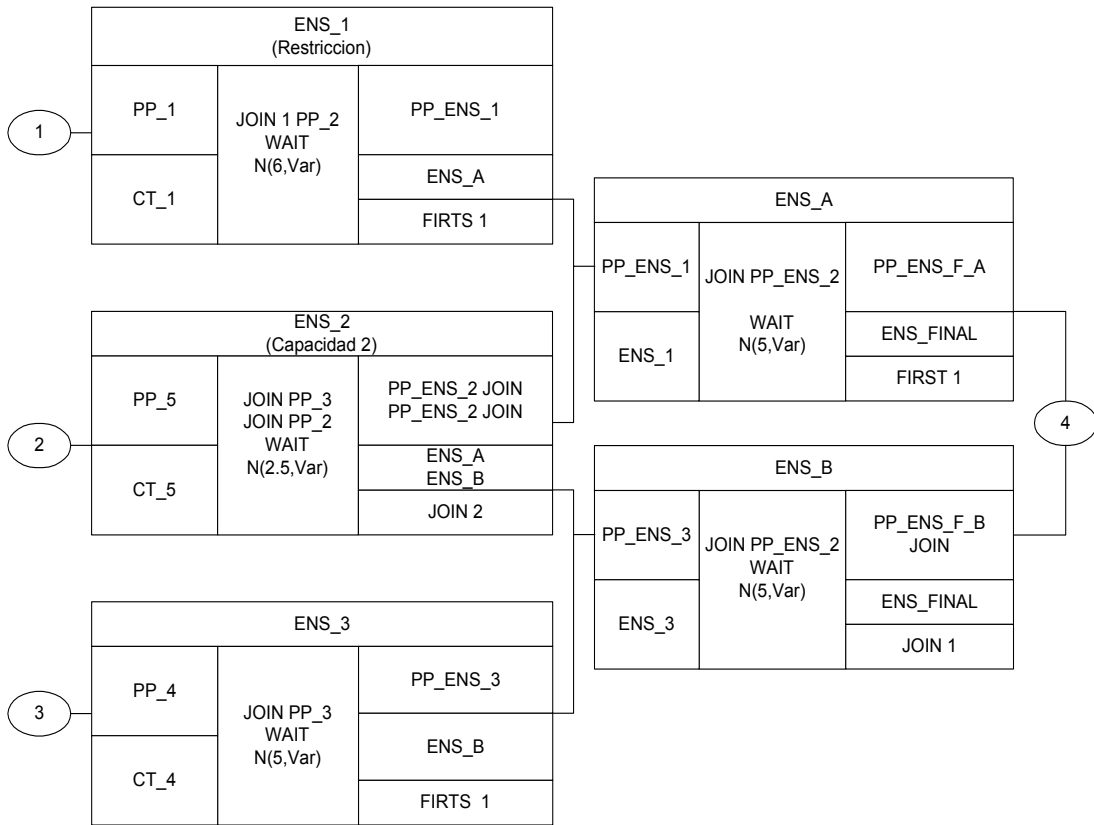 ENS_1
(Restriccion)
1
PP_1
CT_1
JOIN 1 PP_2
WAIT
N(6,Var)
PP_ENS_1
ENS_A
FIRTS 1
ENS_2
(Capacidad 2)
2
PP_5
CT_5
JOIN PP_3
JOIN PP_2
WAIT
N(2.5,Var)
PP_ENS_2 JOIN
PP_ENS_2 JOIN
ENS_A
ENS_B
JOIN 2
ENS_3
3
PP_4
CT_4
JOIN PP_3
WAIT
N(5,Var)
PP_ENS_3
ENS_B
FIRTS 1
ENS_A
PP_ENS_1
ENS_1
JOIN PP_ENS_2
WAIT
N(5,Var)
PP_ENS_F_A
ENS_FINAL
FIRST 1
ENS_B
PP_ENS_3
ENS_3
JOIN PP_ENS_2
WAIT
N(5,Var)
PP_ENS_F_B
JOIN
ENS_FINAL
JOIN 1
4